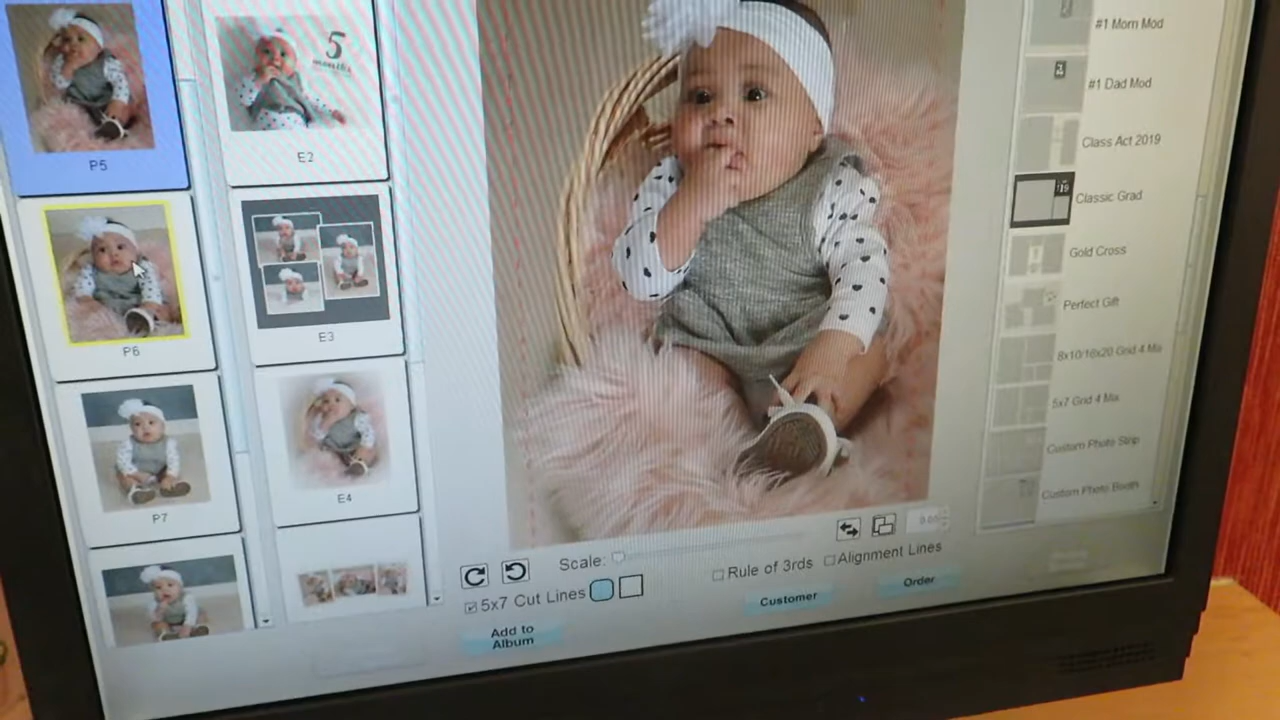 P5
E2
5
months
P6
E3
P7
E4
#1 Mom Mod
#1 Dad Mod
Class Act 2019
Classic Grad
Gold Cross
Perfect Gift
8x10/16x20 Grid 4 Mix
5x7 Grid 4 Mix
Custom Photo Strip
Custom Photo Booth
Scale:
5x7 Cut Lines
Rule of 3rds
Alignment Lines
Add to
Album
Customer
Order